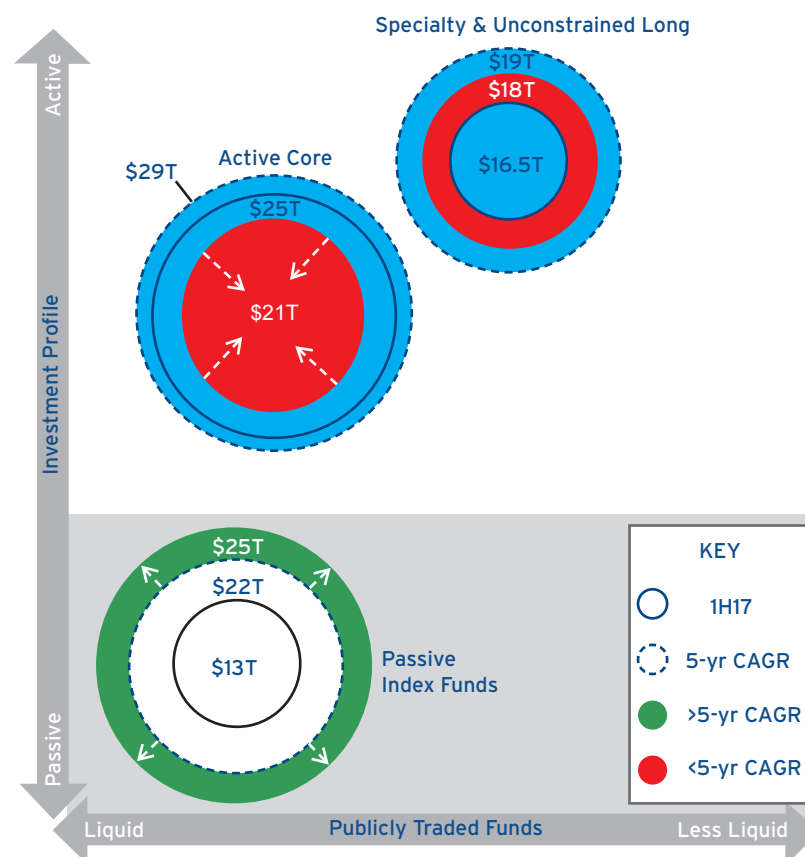 Specialty & Unconstrained Long
$19T
$18T
$16.5T
Active
Active Core
$29T
$25T
$21T
Investment Profile
$25T
$22T
$13T
Passive
Index Funds
KEY
1H17
5-yr CAGR
>5-yr CAGR
<5-yr CAGR
Passive
Liquid
Publicly Traded Funds
Less Liquid